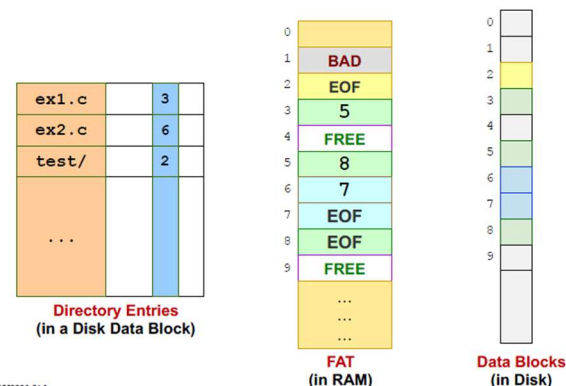 ex1.c 3
ex2.c 6
test/ 2
...
Directory Entries
(in a Disk Data Block)
0
1 BAD
2 EOF
3 5
4 FREE
5 8
6 7
7 EOF
8 EOF
9 FREE
...
...
...
FAT
(in RAM)
0
1
2
3
4
5
6
7
8
9
Data Blocks
(in Disk)